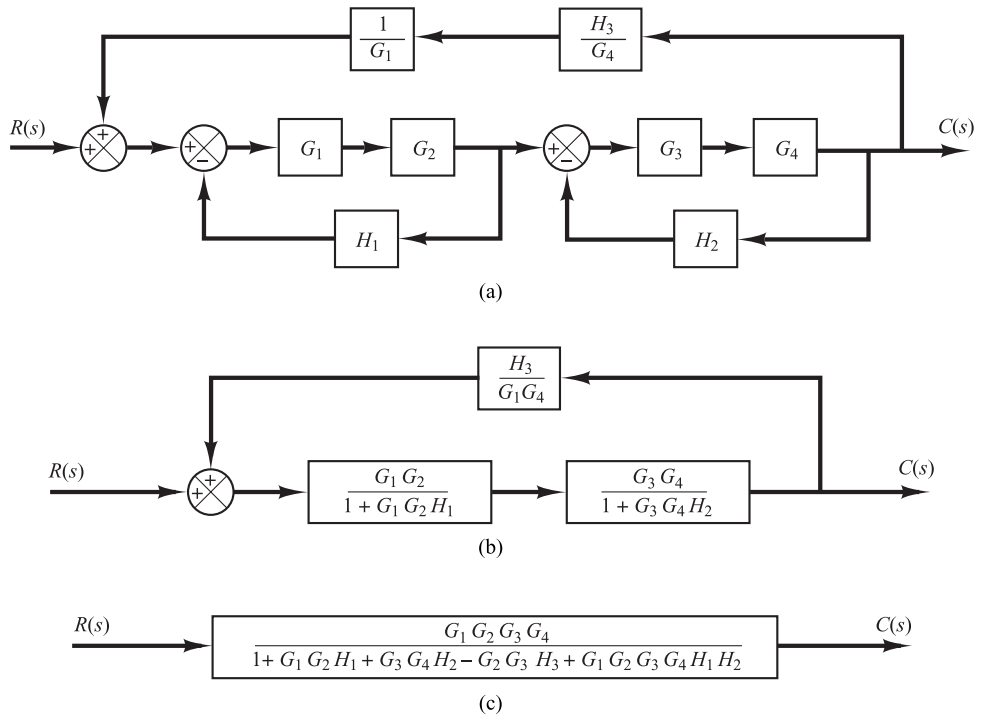 1
G₁
H₃
G₄
R(s)
+
+
+
-
G₁
G₂
+
-
G₃
G₄
C(s)
H₁
H₂
(a)
H₃
G₁G₄
R(s)
+
+
G₁ G₂
1 + G₁ G₂ H₁
G₃ G₄
1 + G₃ G₄ H₂
C(s)
(b)
R(s)
G₁ G₂ G₃ G₄
1+ G₁ G₂ H₁ + G₃ G₄ H₂ – G₂ G₃ H₃ + G₁ G₂ G₃ G₄ H₁ H₂
C(s)
(c)